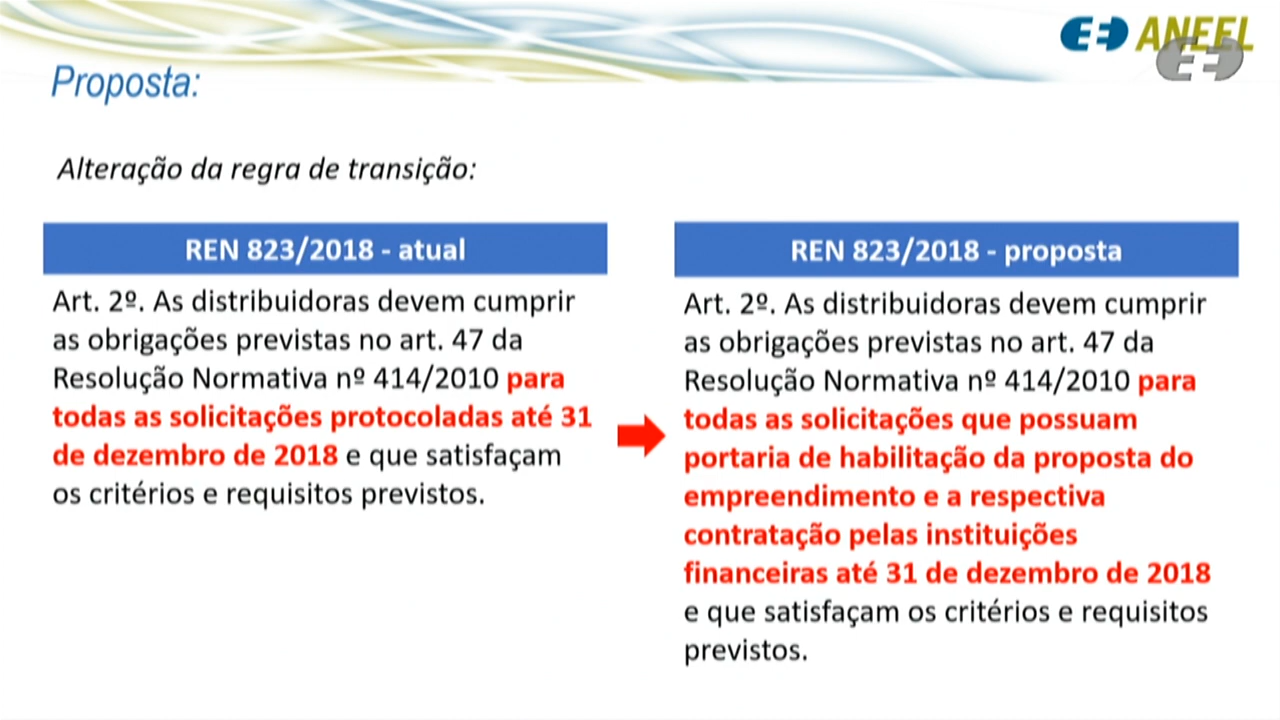 ANEEL
Proposta:
Alteração da regra de transição:
REN 823/2018 - atual
Art. 2º. As distribuidoras devem cumprir
as obrigações previstas no art. 47 da
Resolução Normativa nº 414/2010 para
todas as solicitações protocoladas até 31
de dezembro de 2018 e que satisfaçam
os critérios e requisitos previstos.
REN 823/2018 - proposta
Art. 2º. As distribuidoras devem cumprir
as obrigações previstas no art. 47 da
Resolução Normativa nº 414/2010 para
todas as solicitações que possuam
portaria de habilitação da proposta do
empreendimento e a respectiva
contratação pelas instituições
financeiras até 31 de dezembro de 2018
e que satisfaçam os critérios e requisitos
previstos.